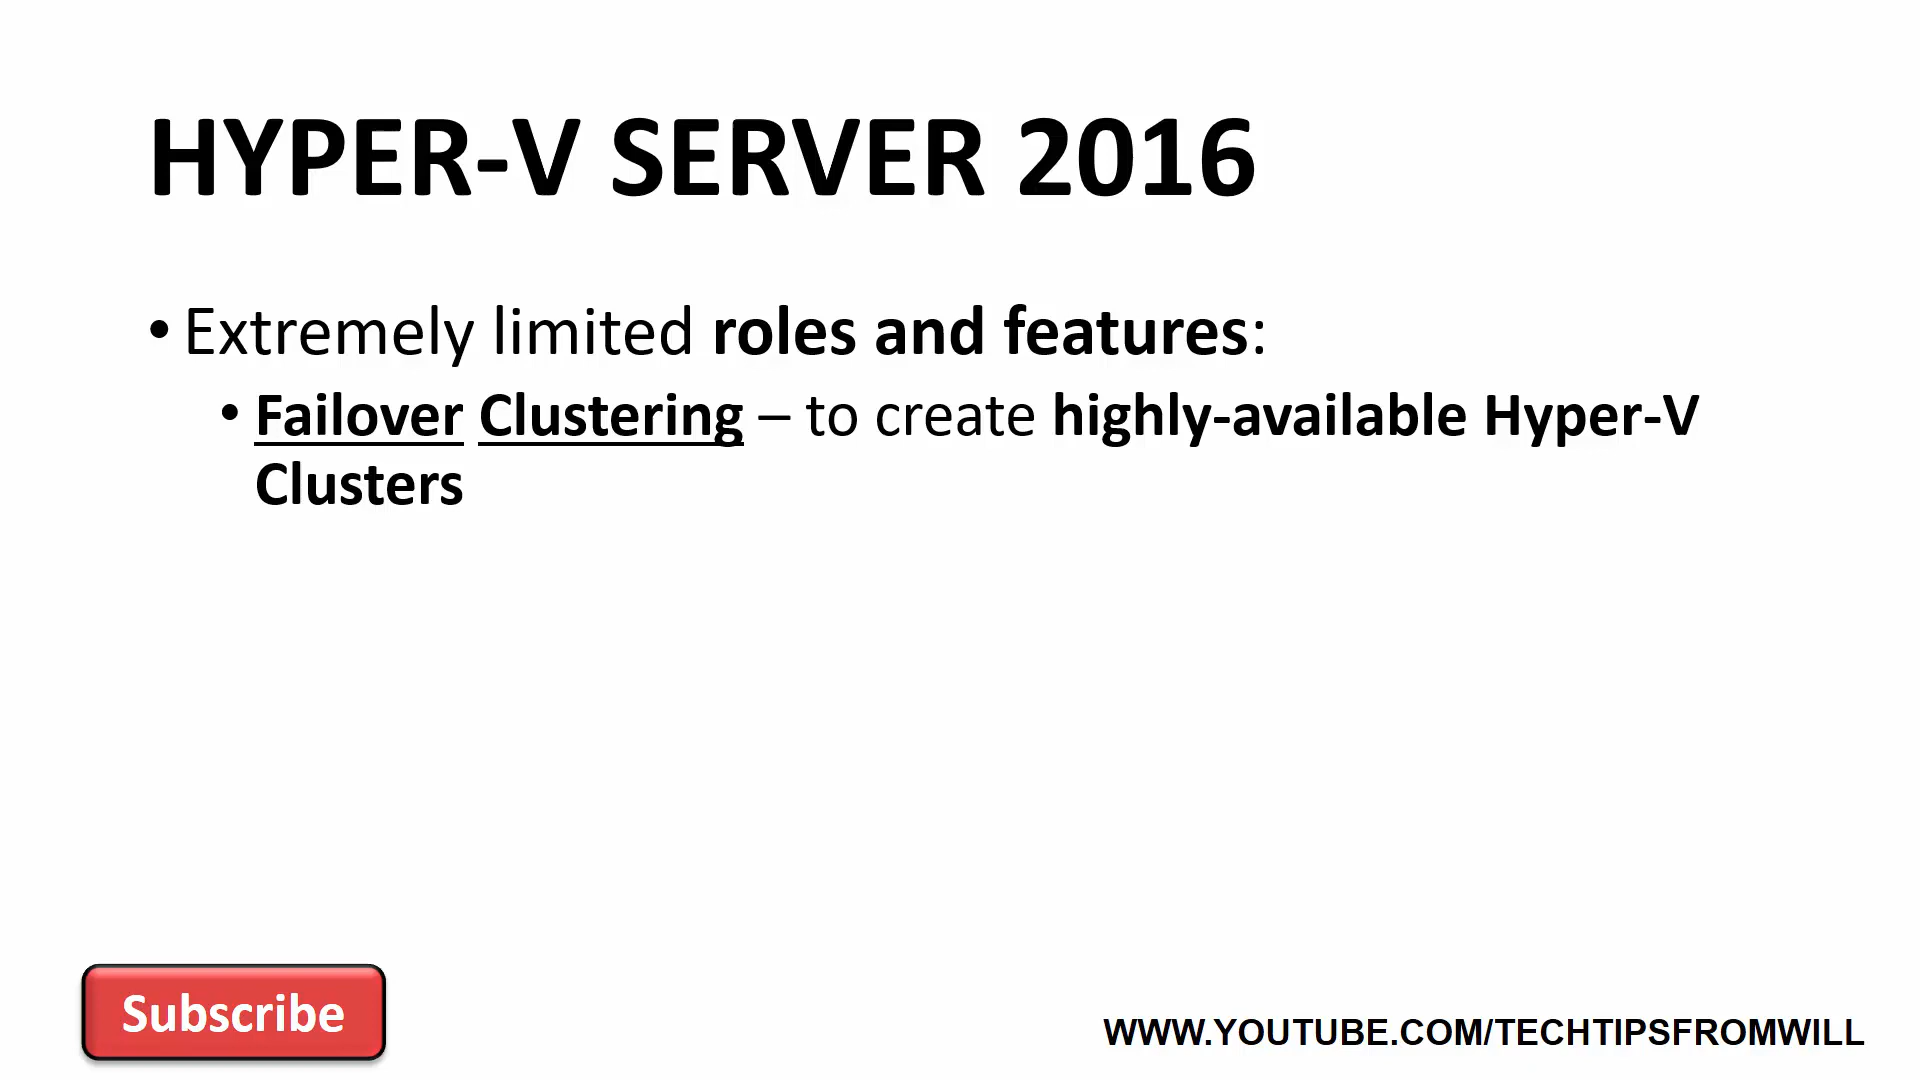 HYPER-V SERVER 2016
• Extremely limited roles and features:
• Failover Clustering – to create highly-available Hyper-V
Clusters
Subscribe
WWW.YOUTUBE.COM/TECHTIPSFROMWILL